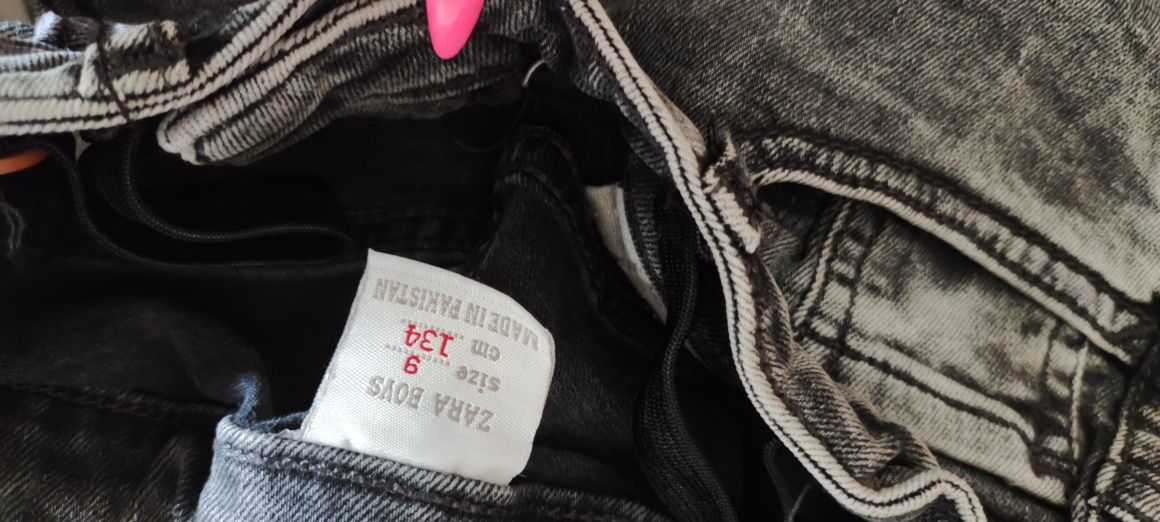 ZARA BOYS
size 9
cm 134
MADE IN PAKISTAN